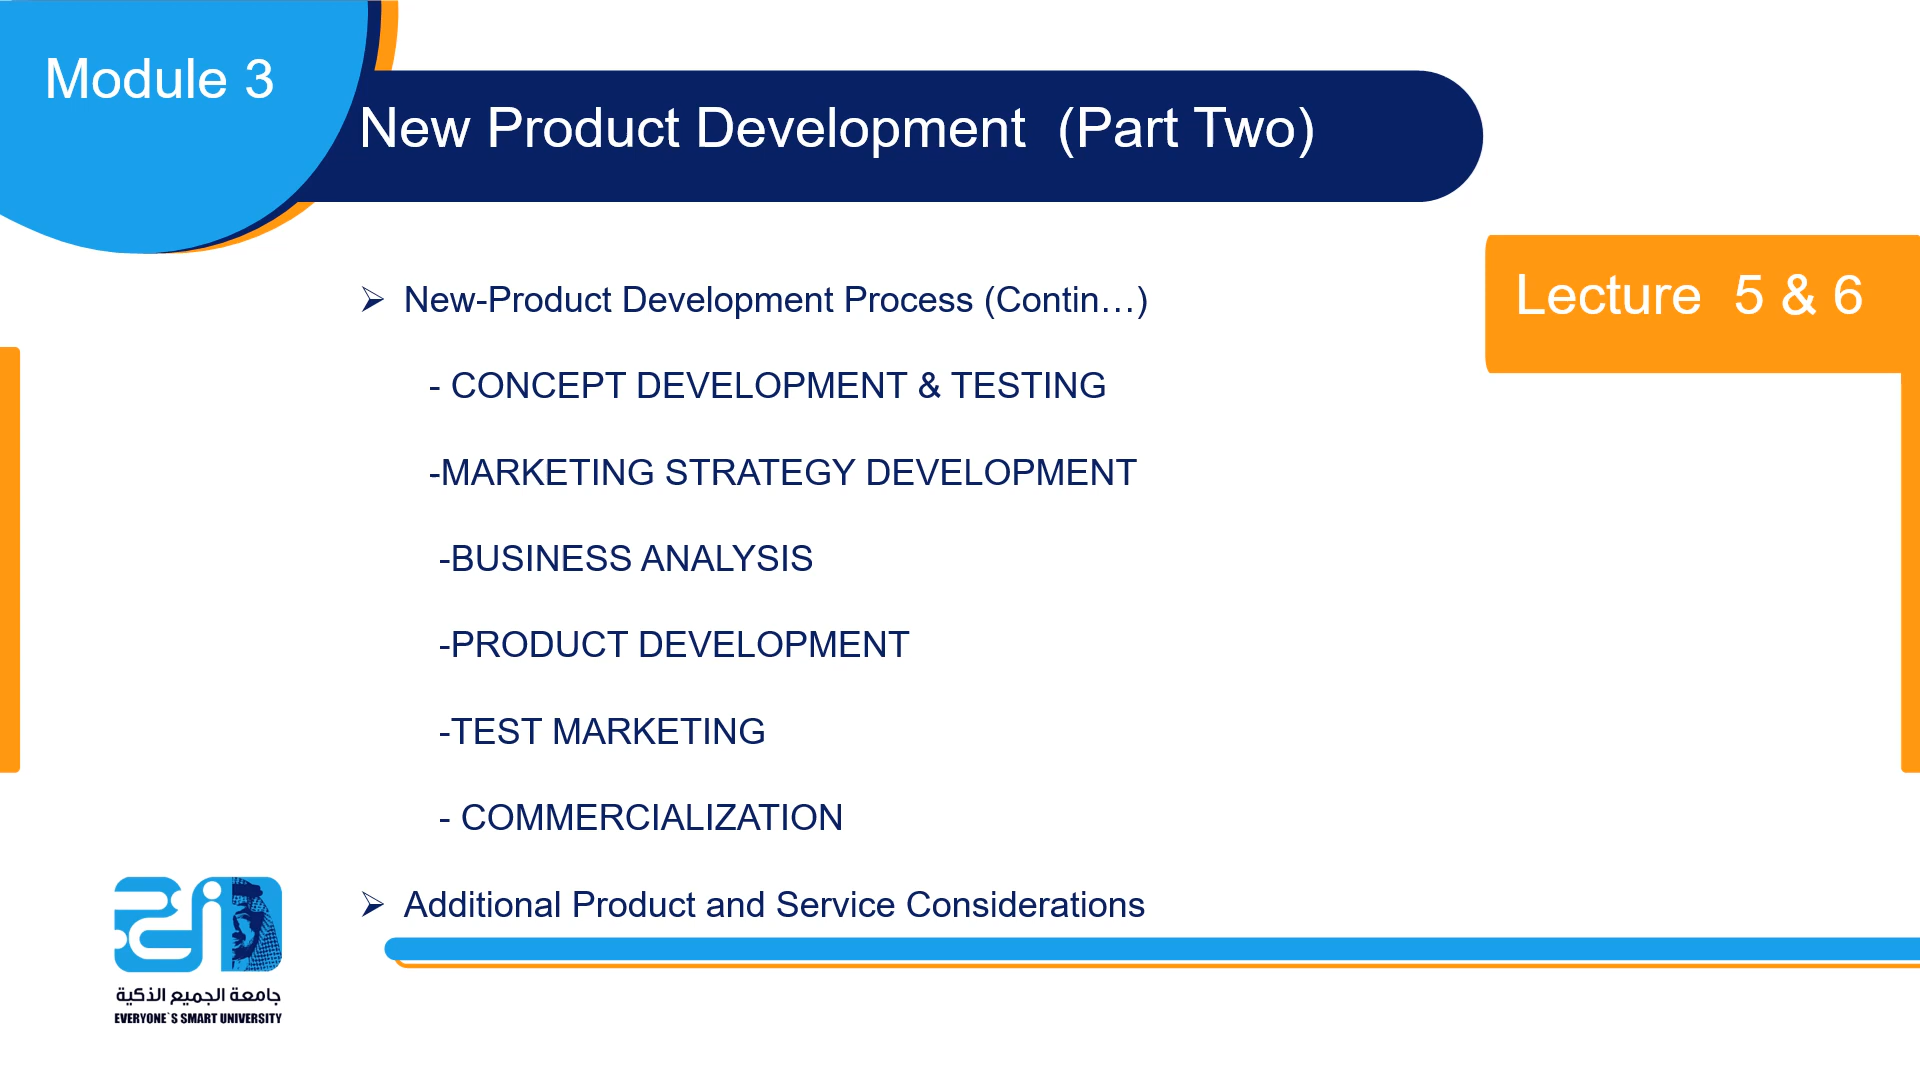 Module 3
New Product Development  (Part Two)
Lecture  5 & 6
➢ New-Product Development Process (Contin…)
- CONCEPT DEVELOPMENT & TESTING
-MARKETING STRATEGY DEVELOPMENT
-BUSINESS ANALYSIS
-PRODUCT DEVELOPMENT
-TEST MARKETING
- COMMERCIALIZATION
➢ Additional Product and Service Considerations
جامعة الجميع الذكية
EVERYONE`S SMART UNIVERSITY